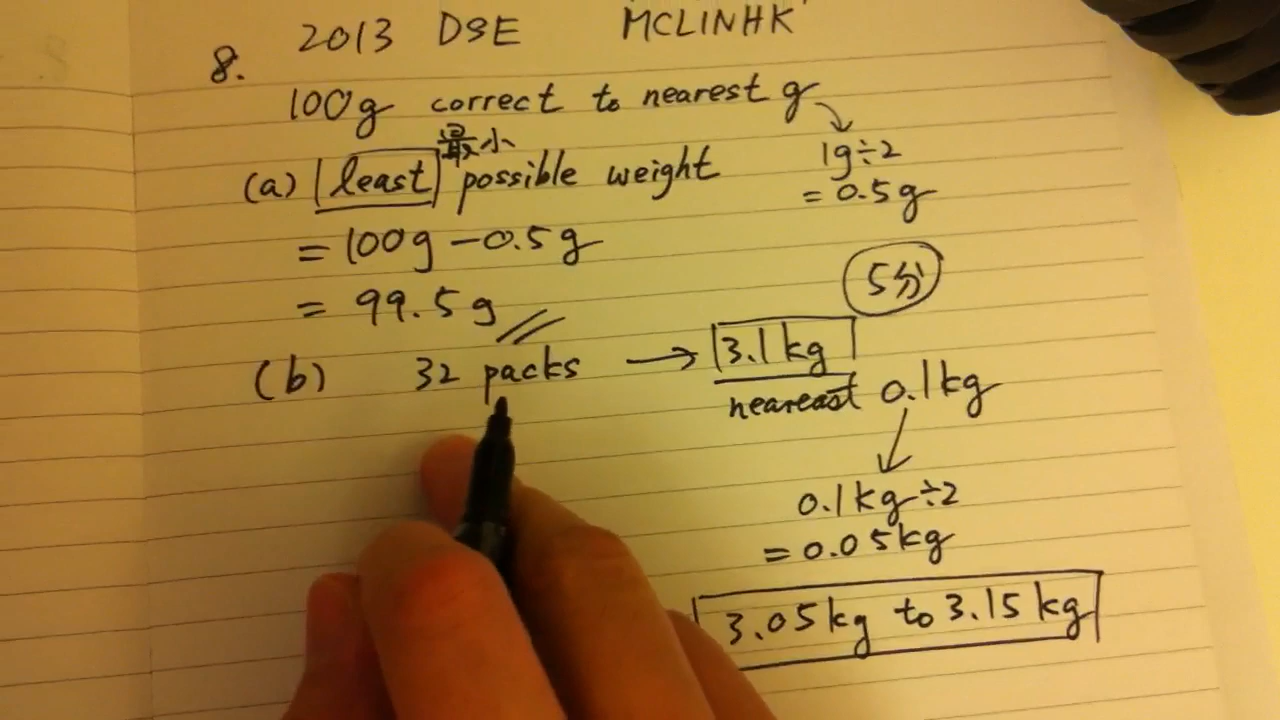 2013 DSE MCLINHK
8.
100g correct to nearest g
1g÷2
= 0.5g
(a) least 最小 possible weight
= 100g - 0.5g
= 99.5g
5分
(b) 32 packs → 3.1kg
neareast 0.1kg
0.1kg÷2
= 0.05kg
3.05kg to 3.15kg